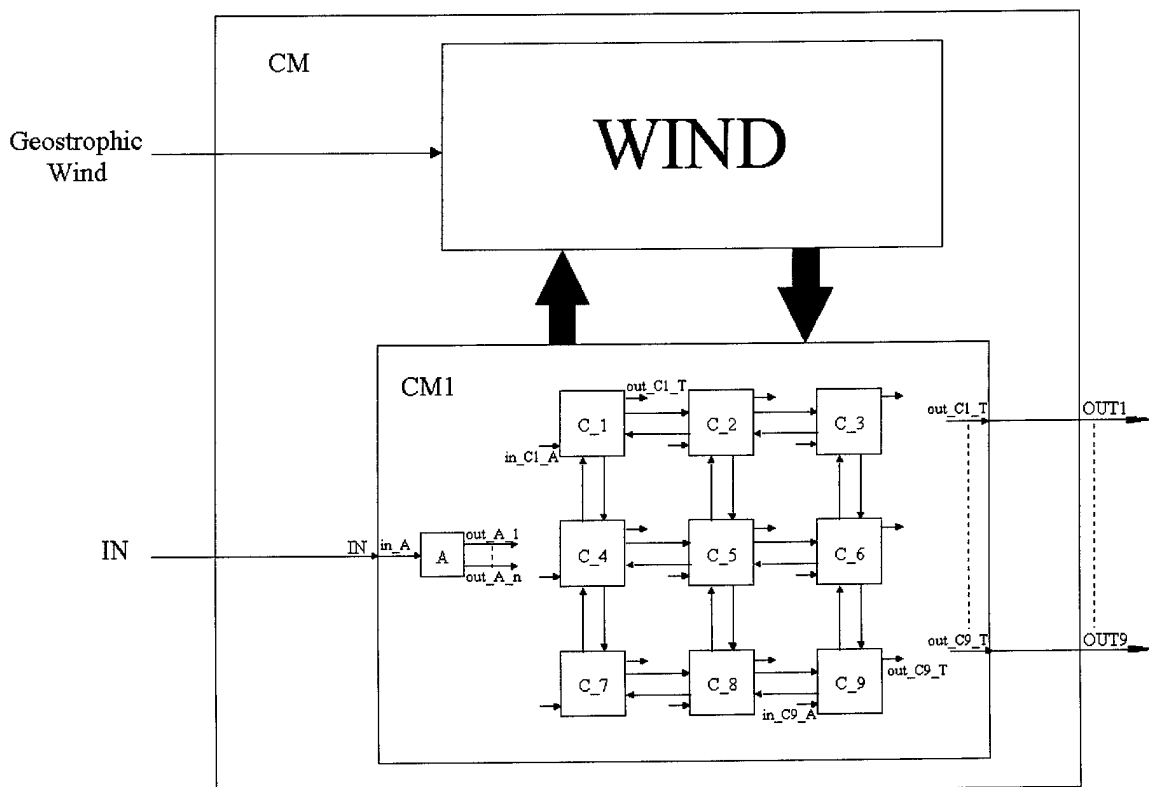 CM
WIND
Geostrophic
Wind
CM1
out_C1_T
C_1
C_2
C_3
in_C1_A
out_C1_T
OUT1
IN
IN
in_A
A
out_A_1
out_A_n
C_4
C_5
C_6
C_7
C_8
C_9
out_C9_T
in_C9_A
out_C9_T
OUT9